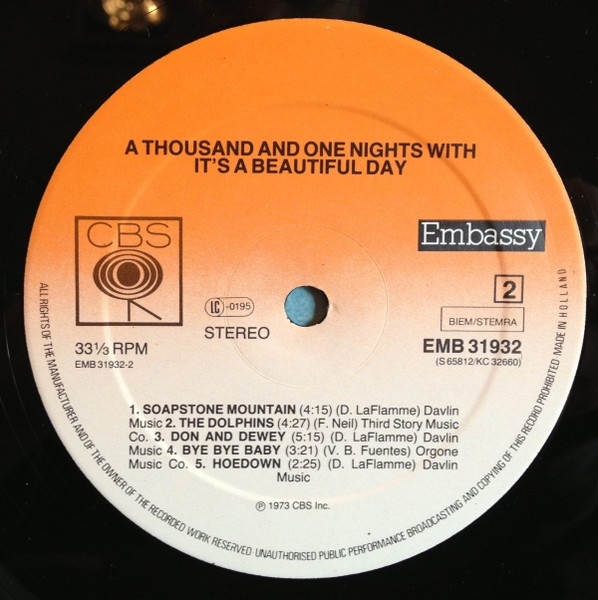 A THOUSAND AND ONE NIGHTS WITH
IT'S A BEAUTIFUL DAY
CBS
Embassy
LC -0195
2
STEREO
BIEM/STEMRA
33⅓ RPM
EMB 31932
EMB 31932-2
(S 65812/KC 32660)
1. SOAPSTONE MOUNTAIN (4:15) (D. LaFlamme) Davlin
Music 2. THE DOLPHINS (4:27) (F. Neil) Third Story Music
Co. 3. DON AND DEWEY (5:15) (D. LaFlamme) Davlin
Music 4. BYE BYE BABY (3:21) (V. B. Fuentes) Orgone
Music Co. 5. HOEDOWN (2:25) (D. LaFlamme) Davlin
Music
℗ 1973 CBS Inc.
ALL RIGHTS OF THE MANUFACTURER AND OF THE OWNER OF THE RECORDED WORK RESERVED UNAUTHORISED PUBLIC PERFORMANCE BROADCASTING AND COPYING OF THIS RECORD PROHIBITED MADE IN HOLLAND